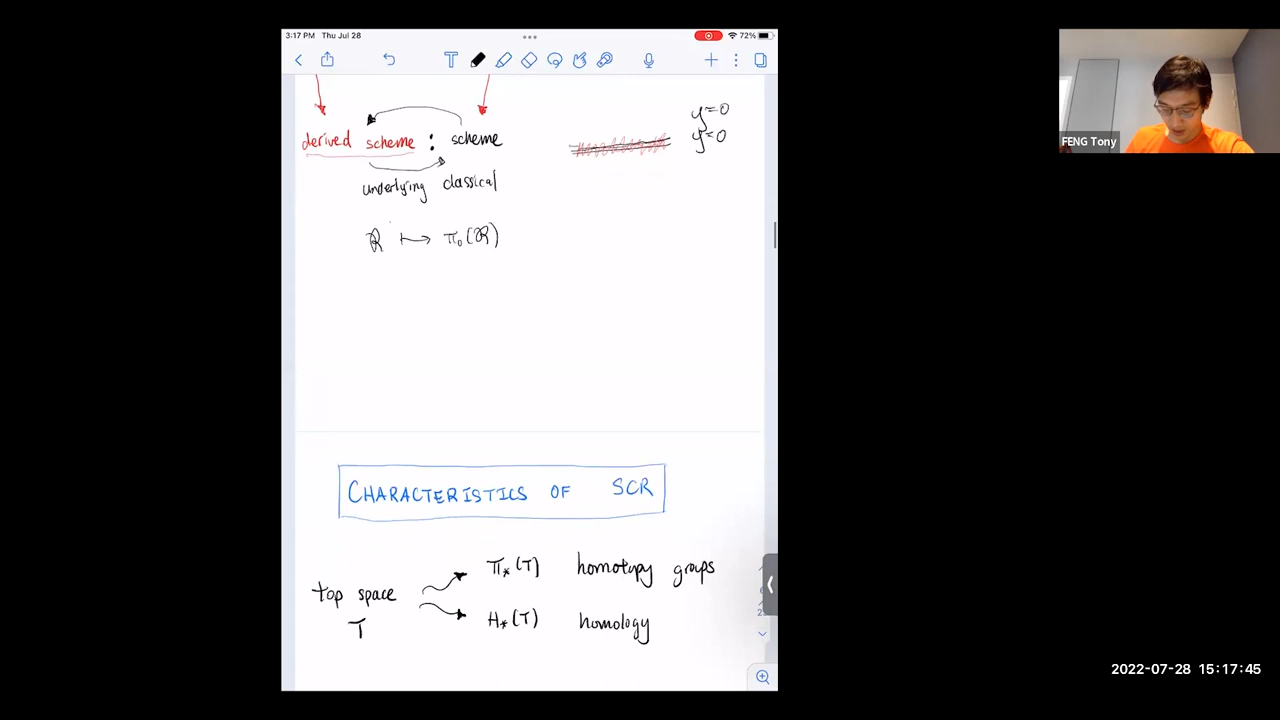 3:17 PM Thu Jul 28
72%
T
y=0
y=0
derived scheme : scheme
underlying classical
R ↦ π₀(R)
FENG Tony
CHARACTERISTICS OF SCR
top space
T
π*(T) homotopy groups
H*(T) homology
2022-07-28 15:17:45